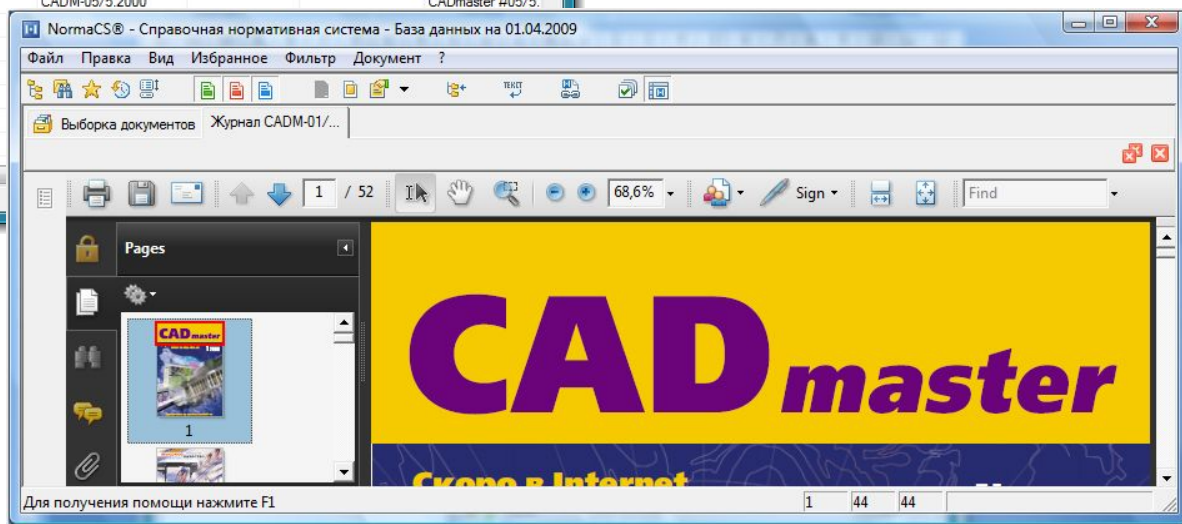 CADM-05/5.2000 CADmaster #05/5.
NormaCS® - Справочная нормативная система - База данных на 01.04.2009
Файл Правка Вид Избранное Фильтр Документ ?
ТЕКСТ
Выборка документов Журнал CADM-01/...
1 / 52 68,6% Sign Find
Pages
CAD master
1
CADmaster
Скоро в Internet
Для получения помощи нажмите F1 1 44 44